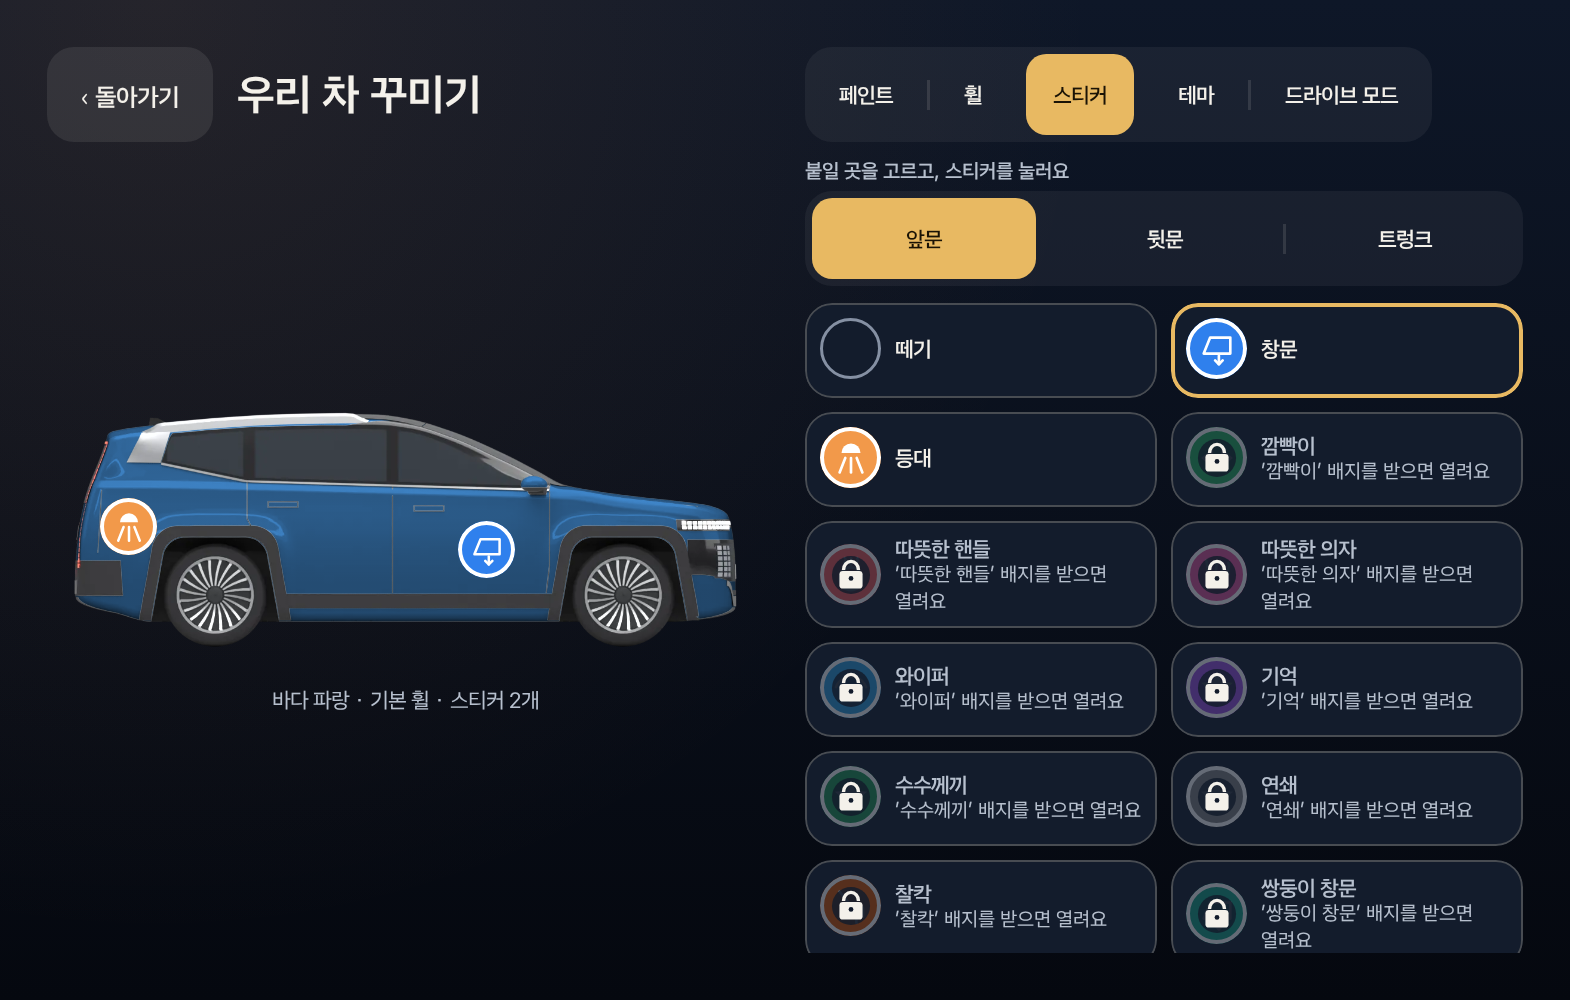 ‹ 돌아가기
우리 차 꾸미기
페인트
휠
스티커
테마
드라이브 모드
붙일 곳을 고르고, 스티커를 눌러요
앞문
뒷문
트렁크
떼기
창문
등대
깜빡이
'깜빡이' 배지를 받으면 열려요
따뜻한 핸들
'따뜻한 핸들' 배지를 받으면
열려요
따뜻한 의자
'따뜻한 의자' 배지를 받으면
열려요
와이퍼
'와이퍼' 배지를 받으면 열려요
기억
'기억' 배지를 받으면 열려요
수수께끼
'수수께끼' 배지를 받으면 열려요
연쇄
'연쇄' 배지를 받으면 열려요
찰칵
'찰칵' 배지를 받으면 열려요
쌍둥이 창문
'쌍둥이 창문' 배지를 받으면
열려요
바다 파랑 · 기본 휠 · 스티커 2개